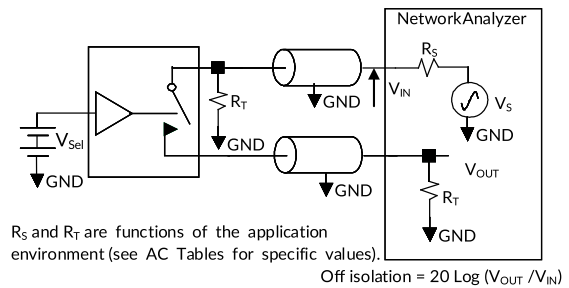 NetworkAnalyzer
RS
VIN
VS
GND
RT
GND
GND
VSel
GND
VOUT
RT
GND
GND
RS and RT are functions of the application
environment (see AC Tables for specific values).
Off isolation = 20 Log (VOUT /VIN)